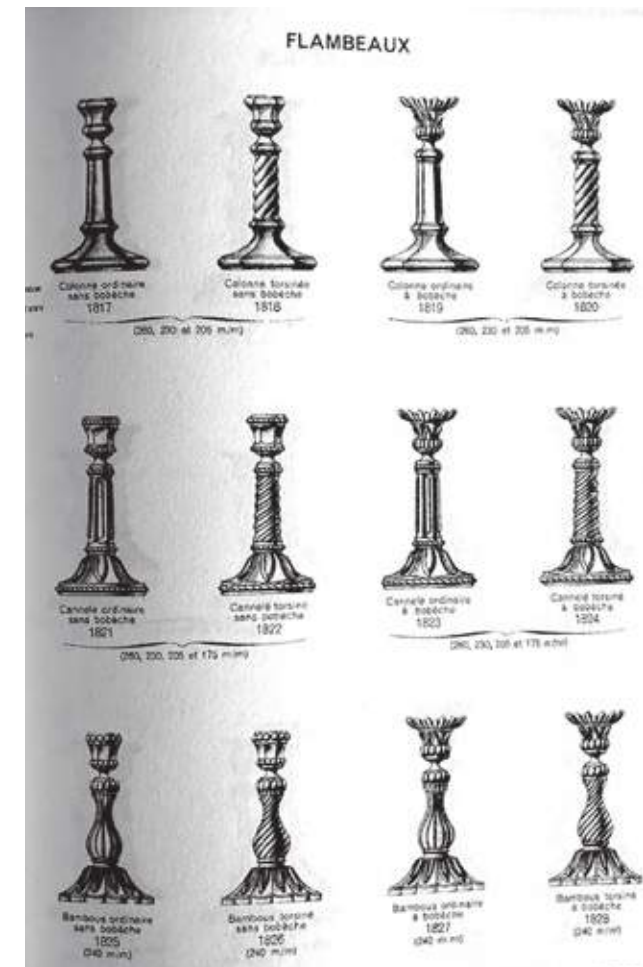 FLAMBEAUX
Colonne ordinaire
sans bobèche
1817
Colonne torsinée
sans bobèche
1818
(260, 230 et 205 m/m)
Colonne ordinaire
à bobèche
1819
Colonne torsinée
à bobèche
1820
(260, 230 et 205 m/m)
Cannelé ordinaire
sans bobèche
1821
Cannelé torsiné
sans bobèche
1822
(260, 230, 205 et 175 m/m)
Cannelé ordinaire
à bobèche
1823
Cannelé torsiné
à bobèche
1824
(260, 230, 205 et 175 m/m)
Bambous ordinaire
sans bobèche
1825
(240 m/m)
Bambous torsiné
sans bobèche
1826
(240 m/m)
Bambous ordinaire
à bobèche
1827
(240 m/m)
Bambous torsiné
à bobèche
1828
(240 m/m)